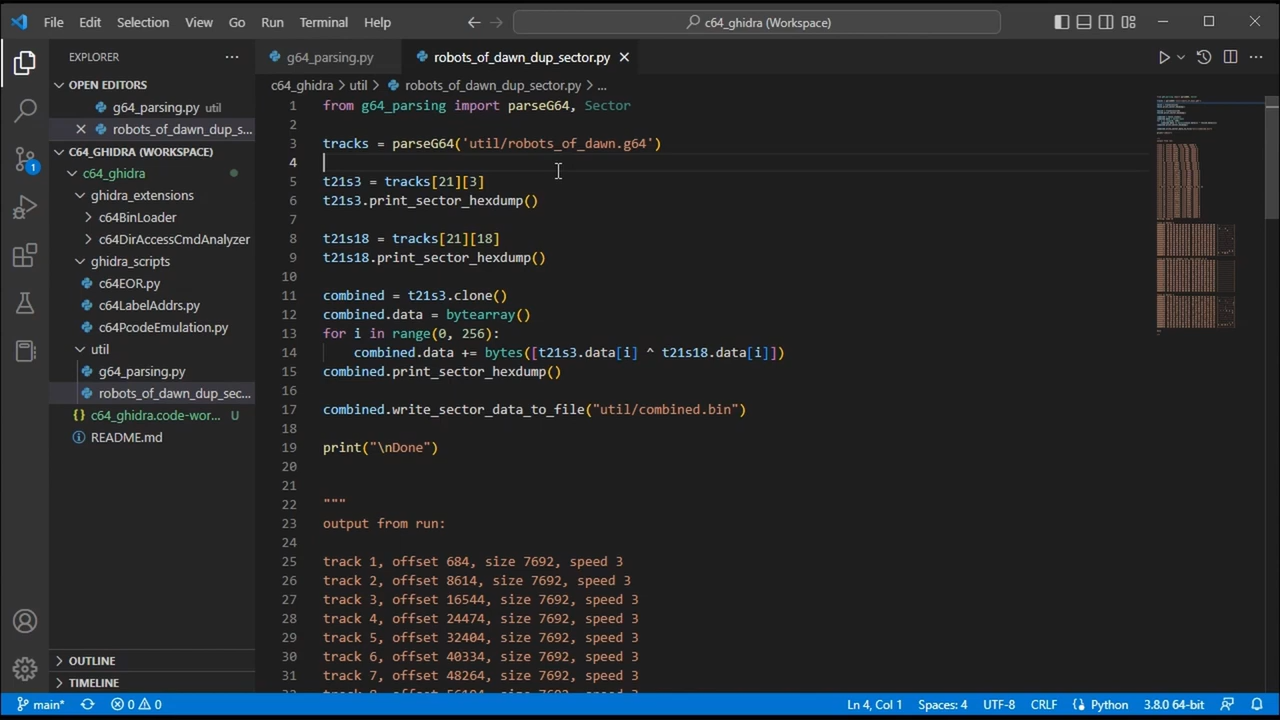 File Edit Selection View Go Run Terminal Help
c64_ghidra (Workspace)
EXPLORER
g64_parsing.py
robots_of_dawn_dup_sector.py
OPEN EDITORS
g64_parsing.py util
robots_of_dawn_dup_s...
C64_GHIDRA (WORKSPACE)
1
c64_ghidra
ghidra_extensions
c64BinLoader
c64DirAccessCmdAnalyzer
ghidra_scripts
c64EOR.py
c64LabelAddrs.py
c64PcodeEmulation.py
util
g64_parsing.py
robots_of_dawn_dup_sec...
c64_ghidra.code-wor... U
README.md
OUTLINE
TIMELINE
c64_ghidra > util > robots_of_dawn_dup_sector.py > ...
1 from g64_parsing import parseG64, Sector
2
3 tracks = parseG64('util/robots_of_dawn.g64')
4
5 t21s3 = tracks[21][3]
6 t21s3.print_sector_hexdump()
7
8 t21s18 = tracks[21][18]
9 t21s18.print_sector_hexdump()
10
11 combined = t21s3.clone()
12 combined.data = bytearray()
13 for i in range(0, 256):
14     combined.data += bytes([t21s3.data[i] ^ t21s18.data[i]])
15 combined.print_sector_hexdump()
16
17 combined.write_sector_data_to_file("util/combined.bin")
18
19 print("\nDone")
20
21
22 """
23 output from run:
24
25 track 1, offset 684, size 7692, speed 3
26 track 2, offset 8614, size 7692, speed 3
27 track 3, offset 16544, size 7692, speed 3
28 track 4, offset 24474, size 7692, speed 3
29 track 5, offset 32404, size 7692, speed 3
30 track 6, offset 40334, size 7692, speed 3
31 track 7, offset 48264, size 7692, speed 3
main* 0 0 Ln 4, Col 1 Spaces: 4 UTF-8 CRLF Python 3.8.0 64-bit